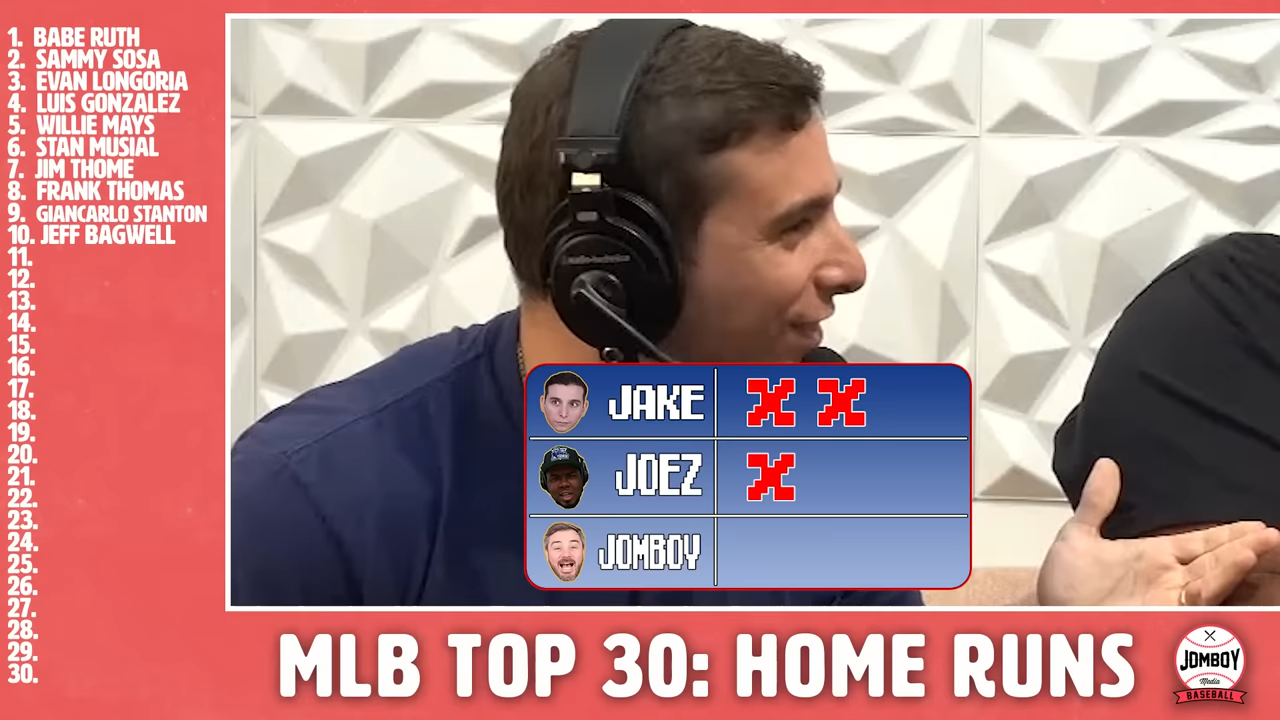 1. BABE RUTH
2. SAMMY SOSA
3. EVAN LONGORIA
4. LUIS GONZALEZ
5. WILLIE MAYS
6. STAN MUSIAL
7. JIM THOME
8. FRANK THOMAS
9. GIANCARLO STANTON
10. JEFF BAGWELL
11.
12.
13.
14.
15.
16.
17.
18.
19.
20.
21.
22.
23.
24.
25.
26.
27.
28.
29.
30.
audio-technica
JAKE X X
JOEZ X
JOMBOY
MLB TOP 30: HOME RUNS
JOMBOY
Media
BASEBALL